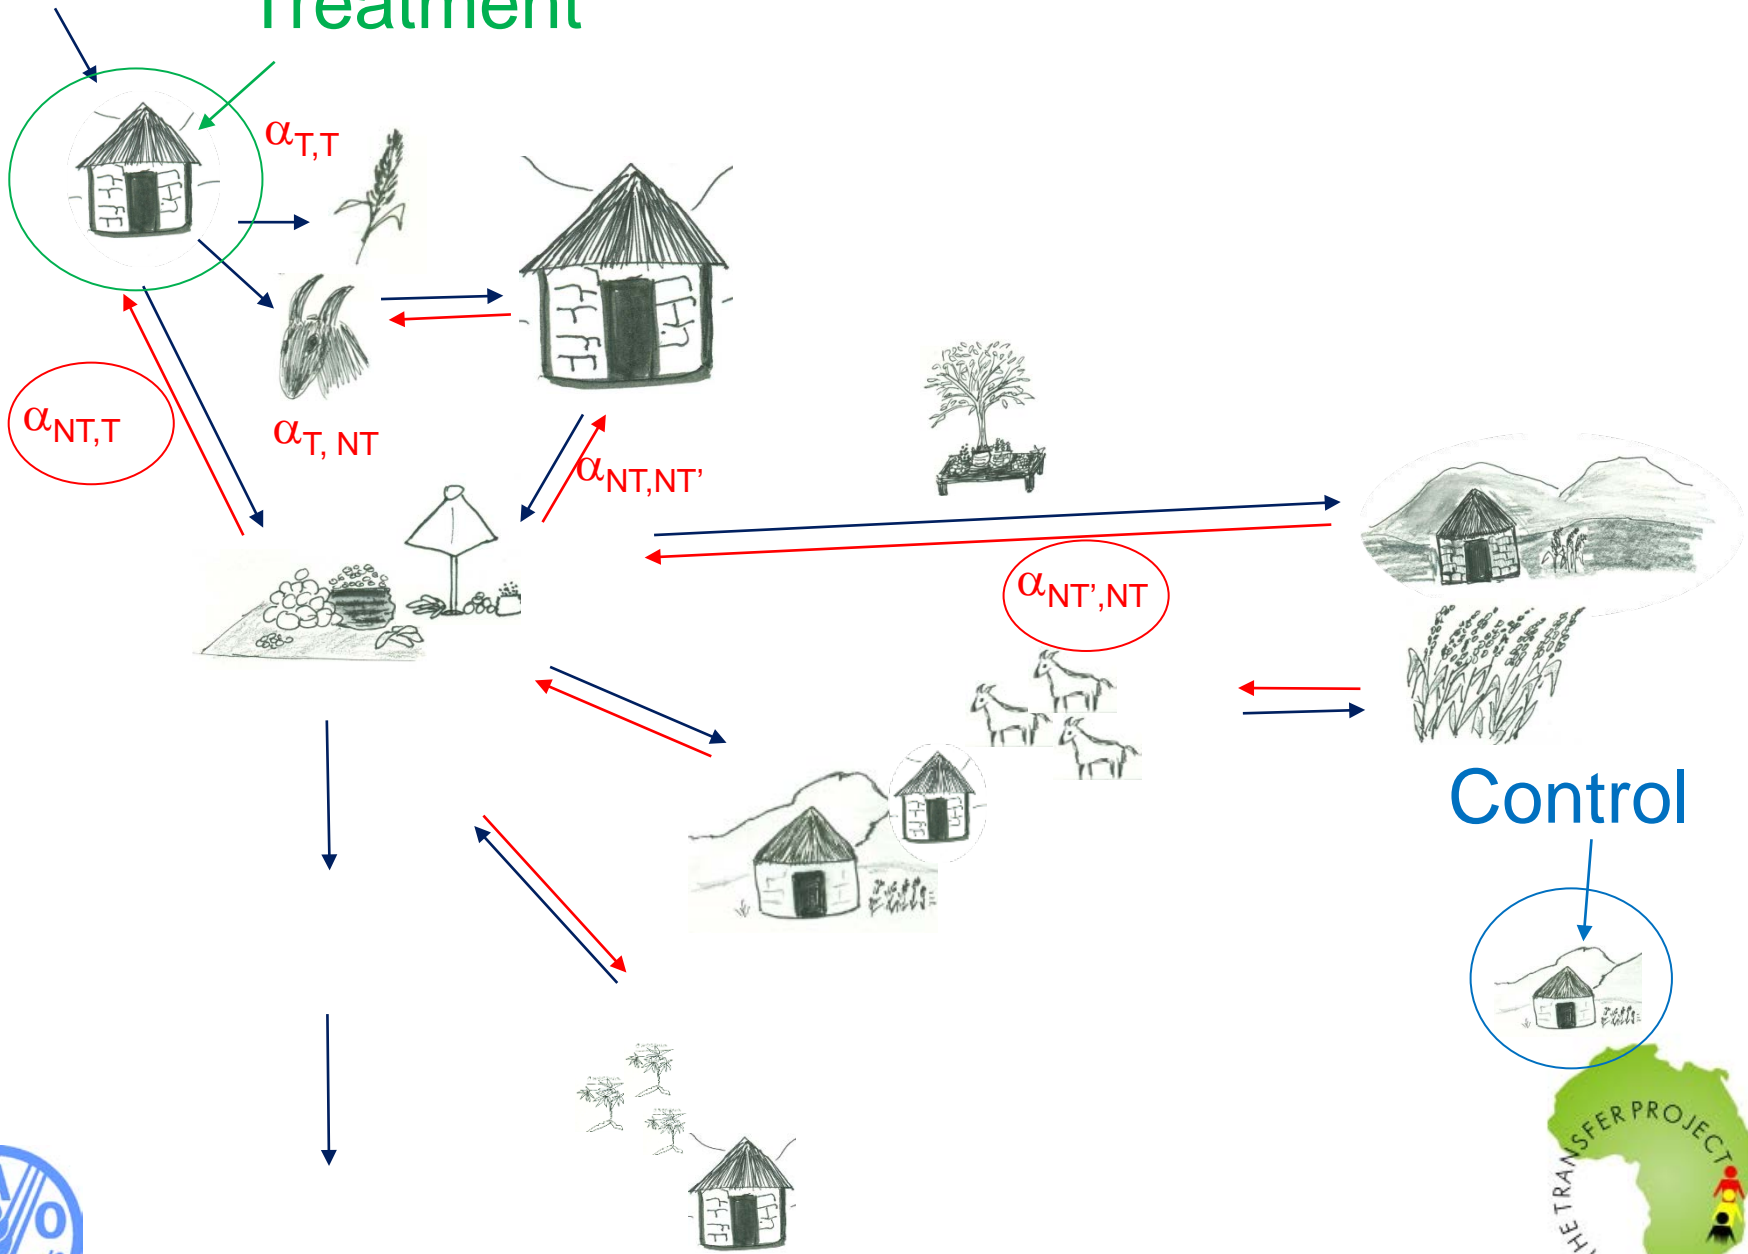 Treatment
αT,T
αNT,T
αT, NT
αNT,NT'
αNT',NT
Control
THE TRANSFER PROJECT
A
O